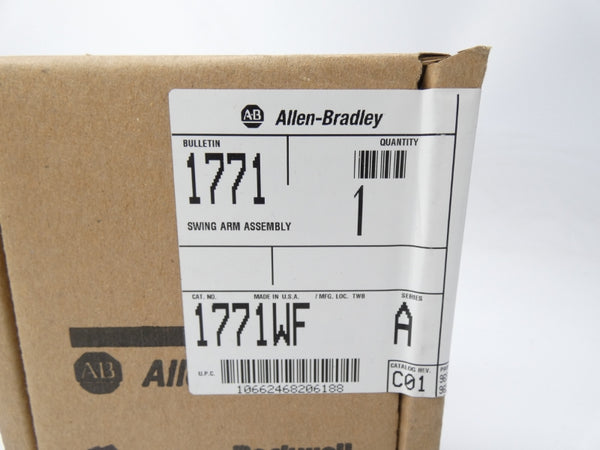 AB Allen-Bradley
BULLETIN QUANTITY
1771
1
SWING ARM ASSEMBLY
CAT. NO. MADE IN U.S.A. / MFG. LOC. TWB SERIES
1771WF A
CATALOG REV.
C01
U.P.C.
10662468206188
AB